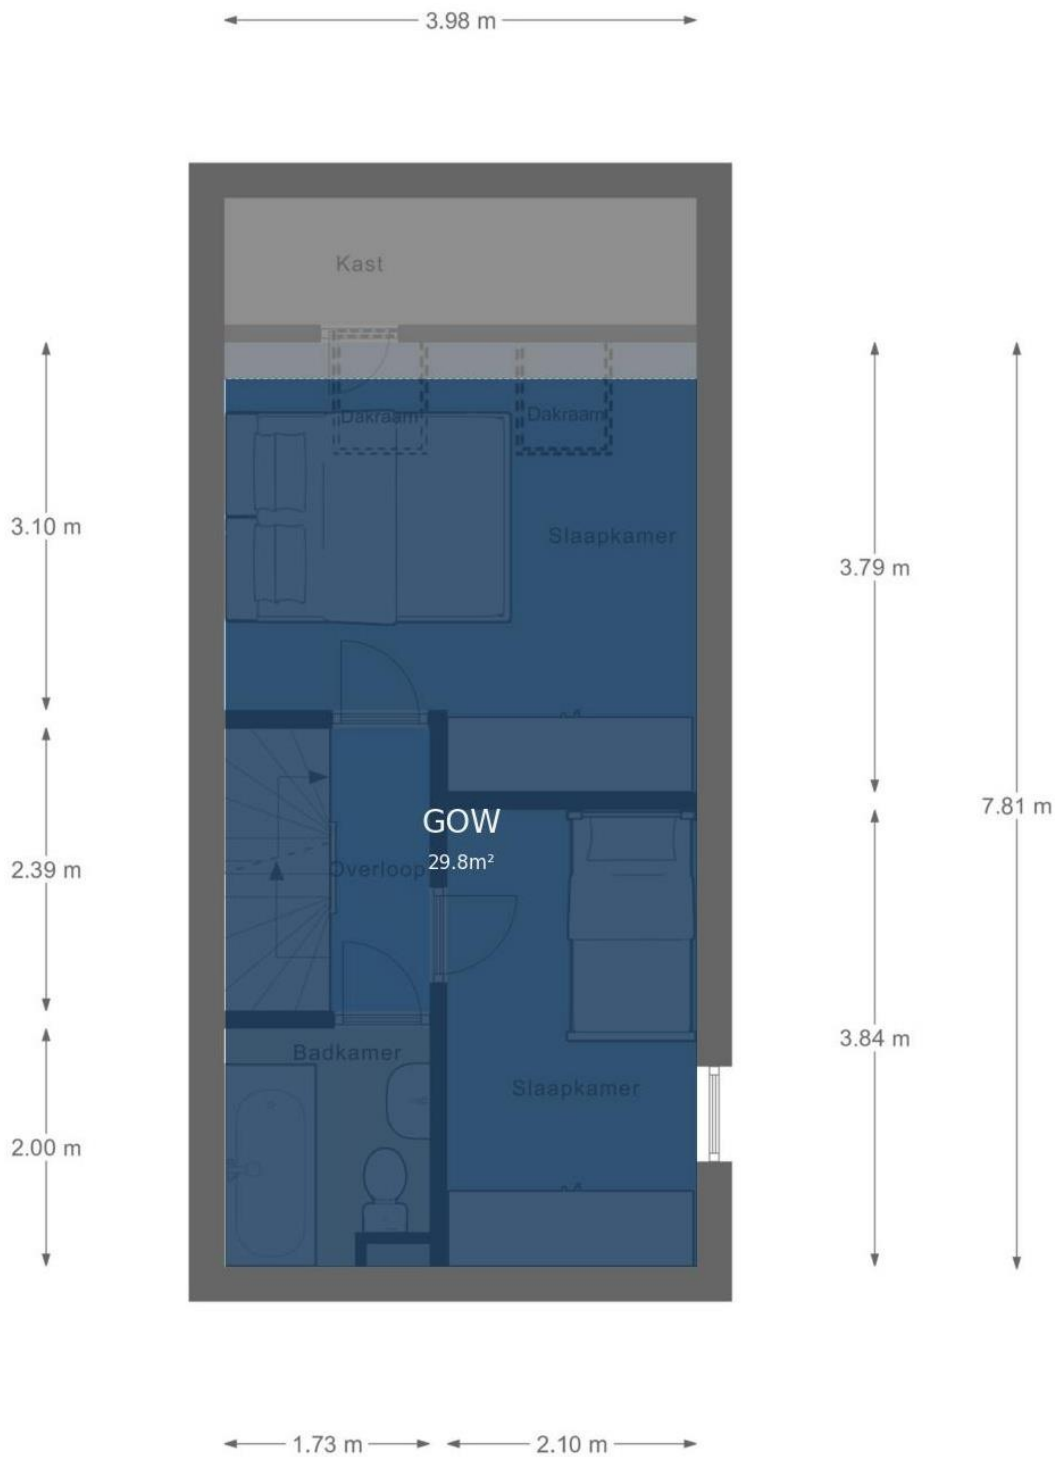 3.98 m
Kast
Dakraam
Dakraam
Slaapkamer
3.10 m
3.79 m
7.81 m
GOW
29.8m²
Overloop
2.39 m
3.84 m
Badkamer
Slaapkamer
2.00 m
1.73 m
2.10 m